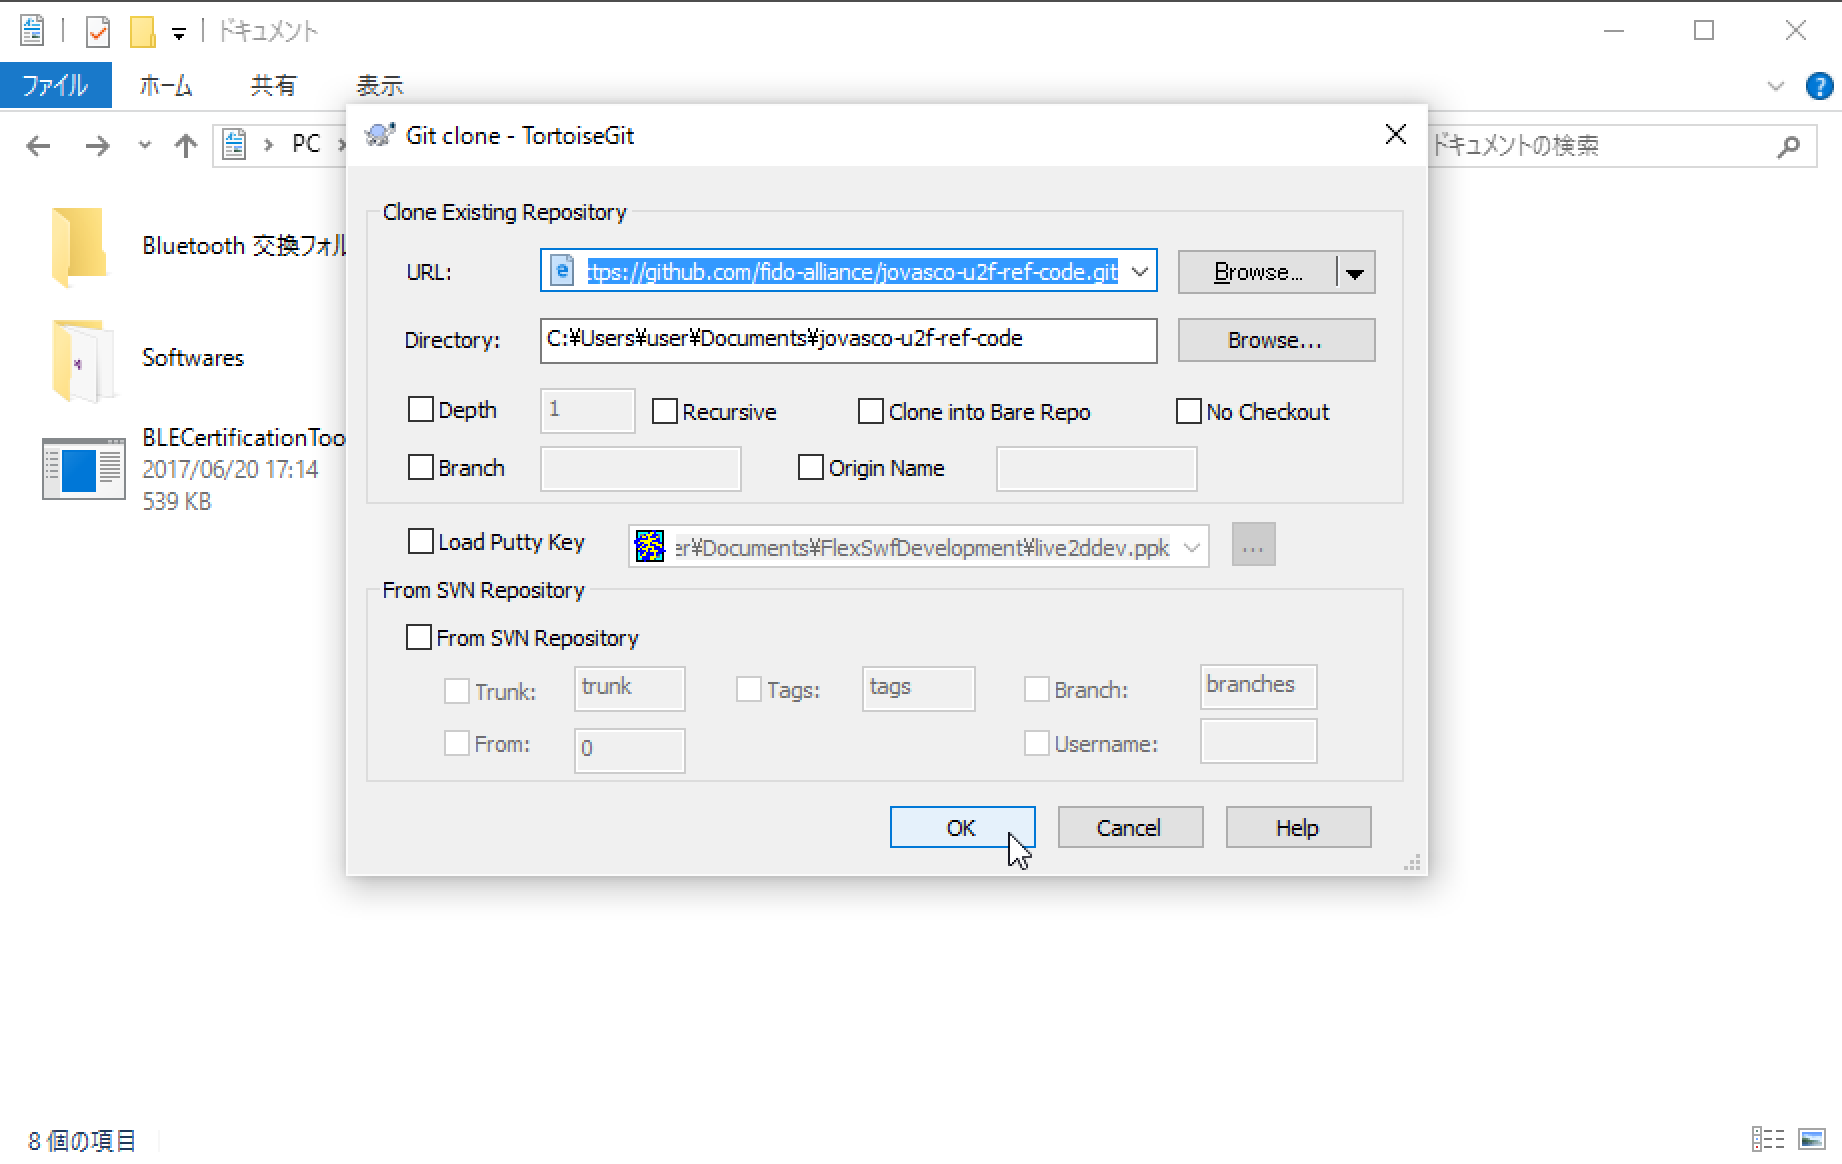 ドキュメント
ファイル ホーム 共有 表示
PC
ドキュメントの検索
Git clone - TortoiseGit
Clone Existing Repository
URL: ttps://github.com/fido-alliance/jovasco-u2f-ref-code.git Browse...
Directory: C:¥Users¥user¥Documents¥jovasco-u2f-ref-code Browse...
Depth 1 Recursive Clone into Bare Repo No Checkout
Branch Origin Name
Load Putty Key er¥Documents¥FlexSwfDevelopment¥live2ddev.ppk ...
From SVN Repository
From SVN Repository
Trunk: trunk Tags: tags Branch: branches
From: 0 Username:
OK Cancel Help
Bluetooth 交換フォル
Softwares
BLECertificationToo
2017/06/20 17:14
539 KB
8 個の項目